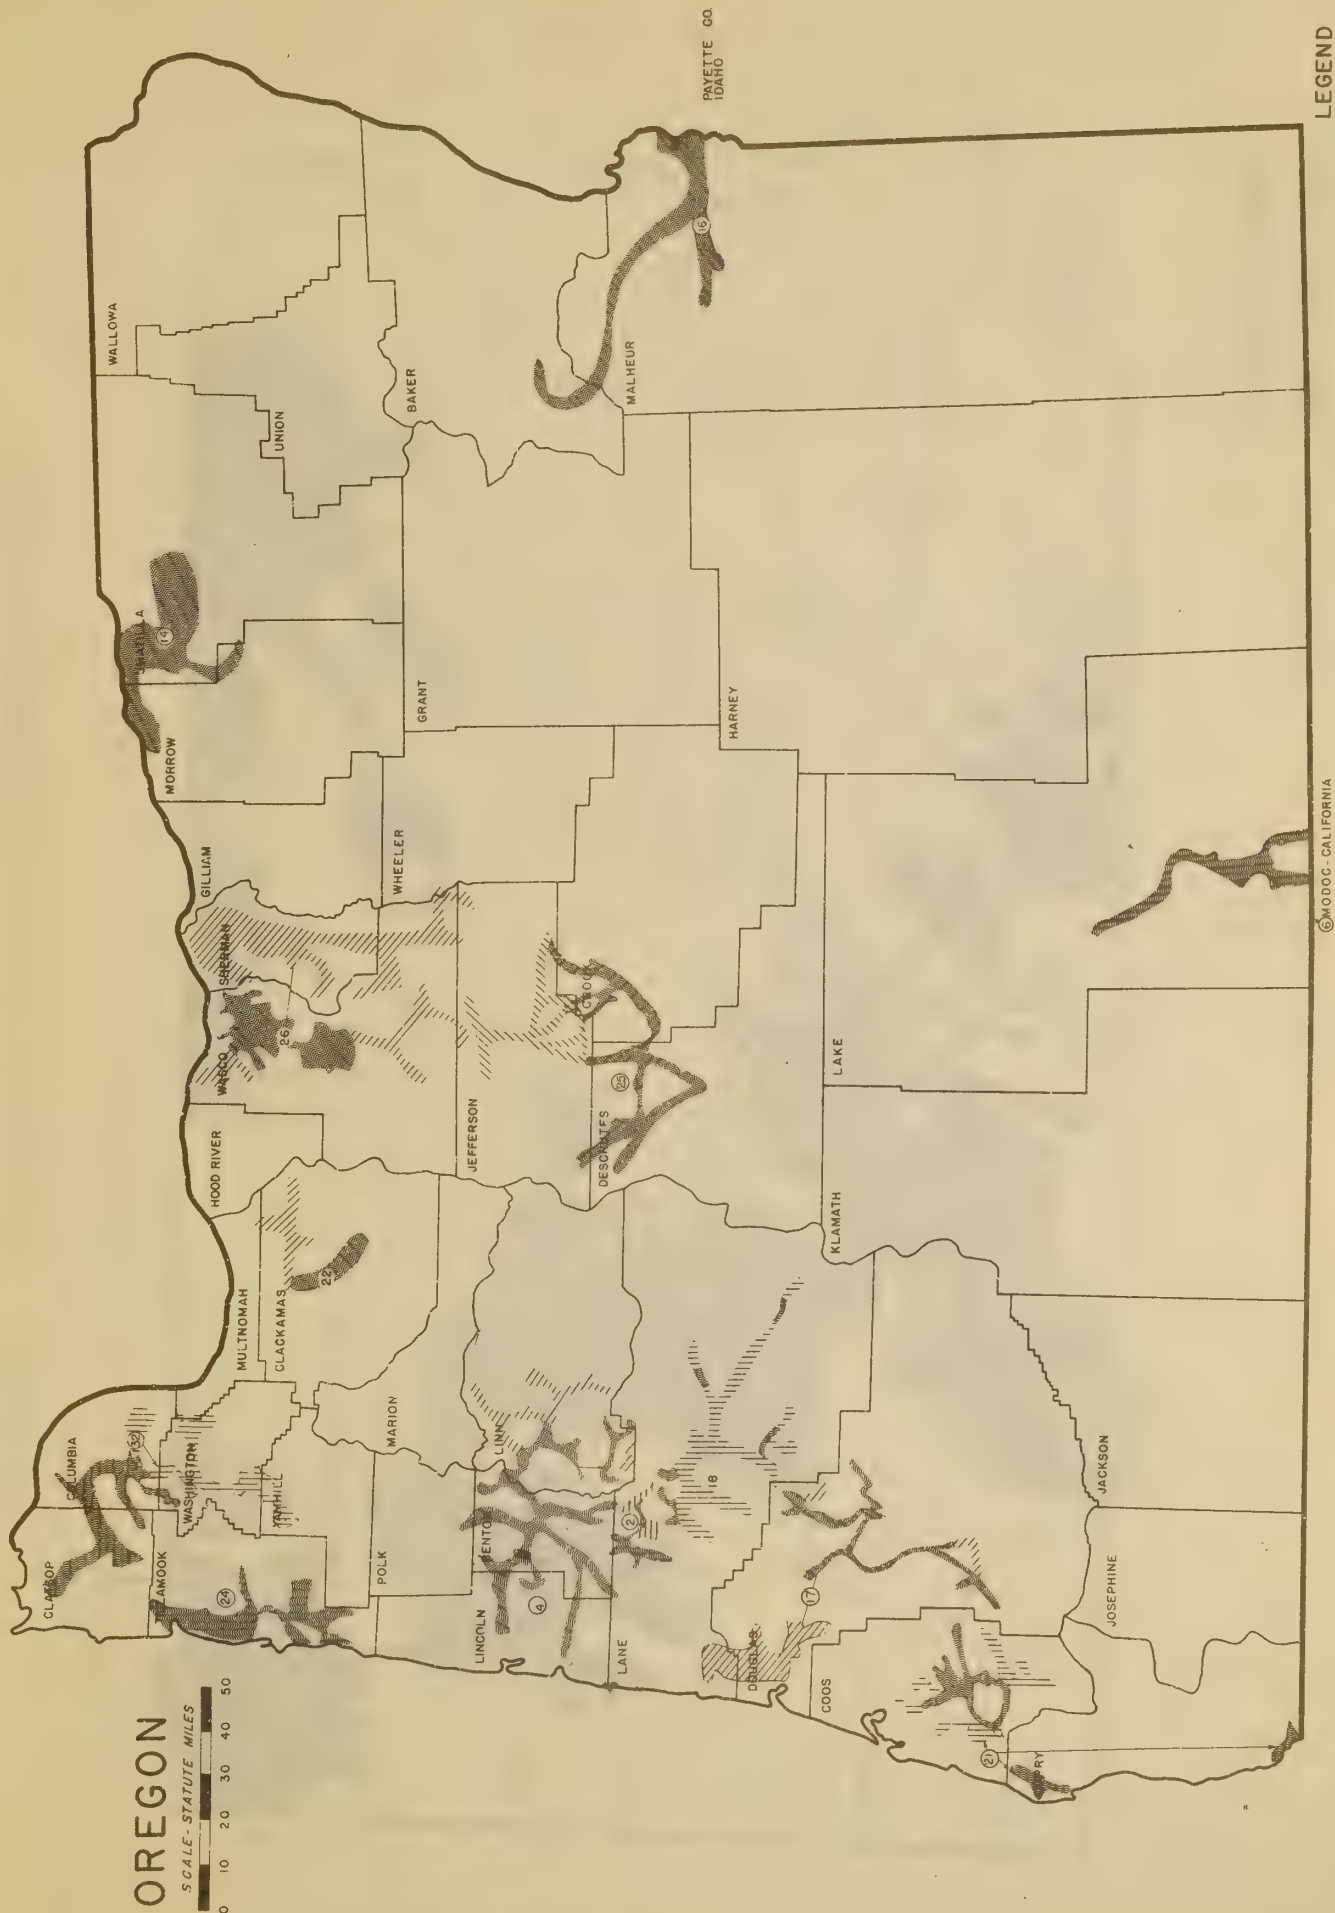 OREGON
SCALE - STATUTE MILES
0 10 20 30 40 50
CLATSOP
COLUMBIA
32
TILLAMOOK
WASHINGTON
24
YAMHILL
MULTNOMAH
CLACKAMAS
22
HOOD RIVER
WASCO
SHERMAN
26
GILLIAM
MORROW
UMATILLA
14
UNION
WALLOWA
POLK
MARION
LINCOLN
BENTON
LINN
4
JEFFERSON
WHEELER
GRANT
BAKER
DESCHUTES
25
CROOK
LANE
2
18
DOUGLAS
17
COOS
KLAMATH
LAKE
HARNEY
MALHEUR
16
PAYETTE CO.
IDAHO
21
JOSEPHINE
JACKSON
6 MODOC - CALIFORNIA
LEGEND